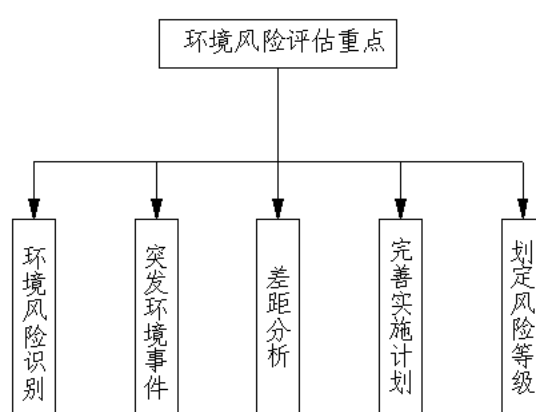 环境风险评估重点
环境风险识别
突发环境事件
差距分析
完善实施计划
划定风险等级